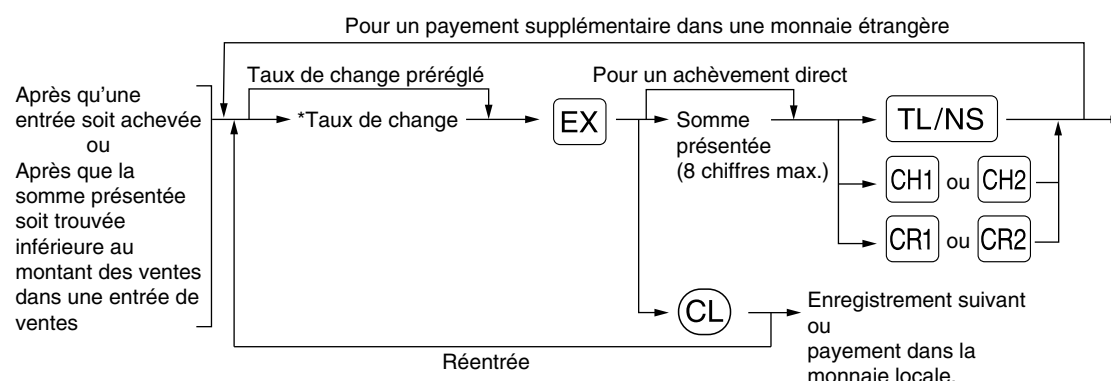 Pour un payement supplémentaire dans une monnaie étrangère
Taux de change préréglé
Pour un achèvement direct
Après qu'une
entrée soit achevée
ou
Après que la
somme présentée
soit trouvée
inférieure au
montant des ventes
dans une entrée de
ventes
*Taux de change
EX
Somme
présentée
(8 chiffres max.)
TL/NS
CH1 ou CH2
CR1 ou CR2
CL
Enregistrement suivant
ou
payement dans la
monnaie locale.
Réentrée